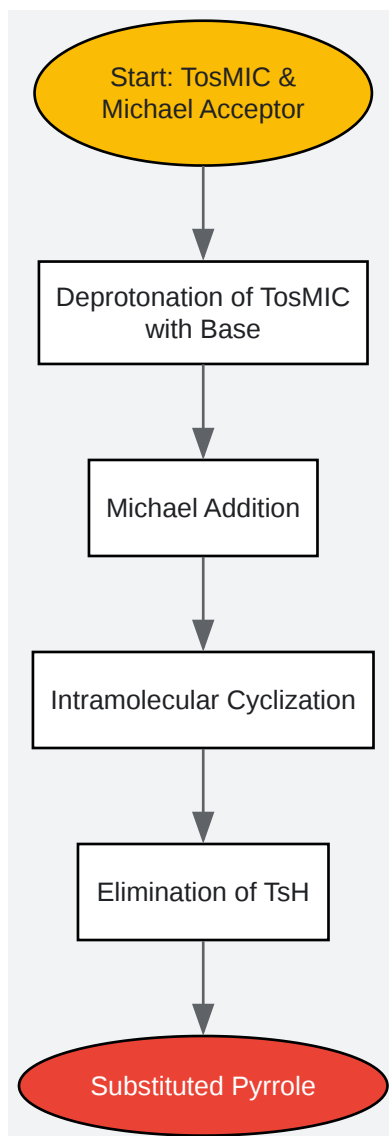 Start: TosMIC &
Michael Acceptor
Deprotonation of TosMIC
with Base
Michael Addition
Intramolecular Cyclization
Elimination of TsH
Substituted Pyrrole